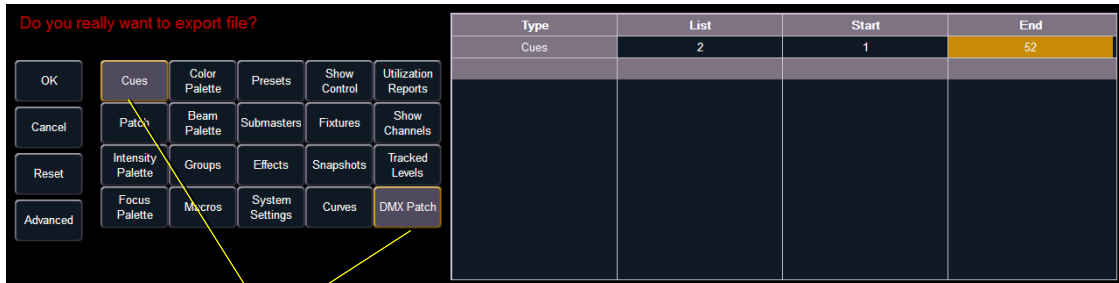 Do you really want to export file?
Type List Start End
Cues 2 1 52
OK Cues Color Palette Presets Show Control Utilization Reports
Cancel Patch Beam Palette Submasters Fixtures Show Channels
Reset Intensity Palette Groups Effects Snapshots Tracked Levels
Advanced Focus Palette Macros System Settings Curves DMX Patch